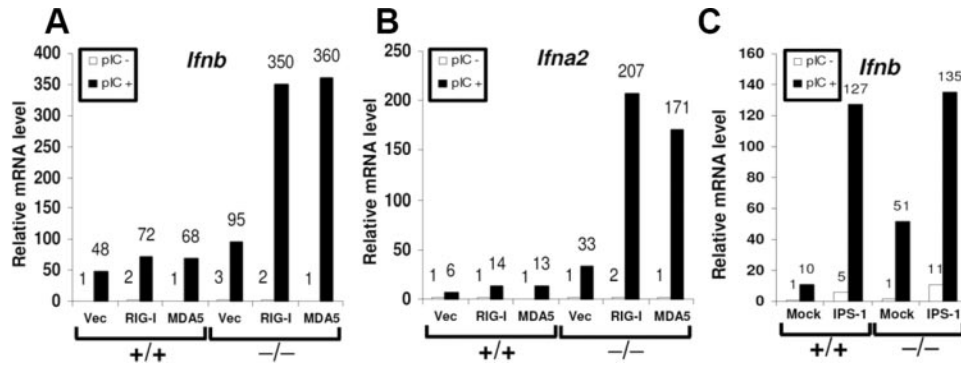 A
Ifnb
pIC -
pIC +
Relative mRNA level
400
350
300
250
200
150
100
50
0
1 48 2 72 1 68 3 95 2 350 1 360
Vec RIG-I MDA5 Vec RIG-I MDA5
+/+ −/−
B
Ifna2
pIC -
pIC +
Relative mRNA level
250
200
150
100
50
0
1 6 1 14 1 13 1 33 2 207 1 171
Vec RIG-I MDA5 Vec RIG-I MDA5
+/+ −/−
C
Ifnb
pIC -
pIC +
Relative mRNA level
160
140
120
100
80
60
40
20
0
1 10 5 127 1 51 11 135
Mock IPS-1 Mock IPS-1
+/+ −/−